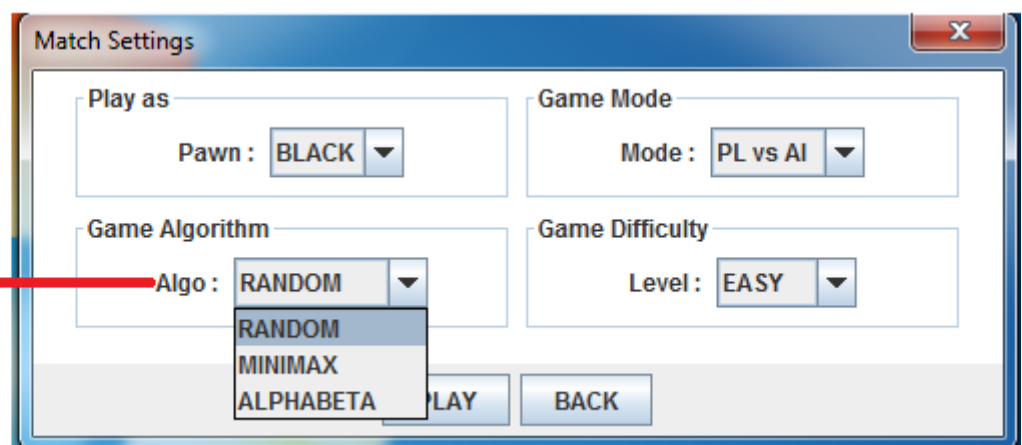 Match Settings
x
Play as
Game Mode
Pawn : BLACK
Mode : PL vs AI
Game Algorithm
Game Difficulty
Algo : RANDOM
Level : EASY
RANDOM
MINIMAX
ALPHABETA
LAY
BACK